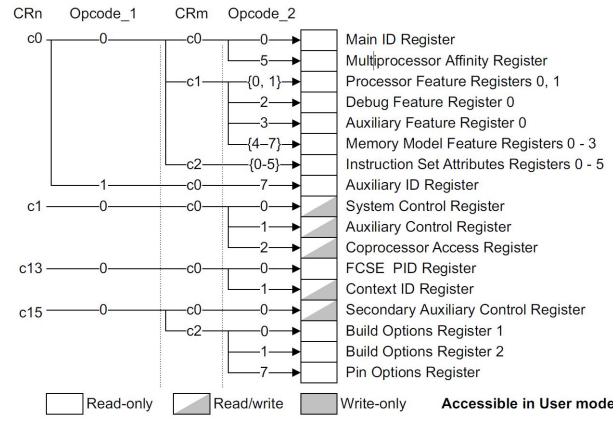 CRn Opcode_1 CRm Opcode_2
c0 0 c0 0 Main ID Register
5 Multiprocessor Affinity Register
c1 {0, 1} Processor Feature Registers 0, 1
2 Debug Feature Register 0
3 Auxiliary Feature Register 0
{4–7} Memory Model Feature Registers 0 - 3
c2 {0-5} Instruction Set Attributes Registers 0 - 5
1 c0 7 Auxiliary ID Register
c1 0 c0 0 System Control Register
1 Auxiliary Control Register
2 Coprocessor Access Register
c13 0 c0 0 FCSE PID Register
1 Context ID Register
c15 0 c0 0 Secondary Auxiliary Control Register
c2 0 Build Options Register 1
1 Build Options Register 2
7 Pin Options Register
Read-only Read/write Write-only Accessible in User mode